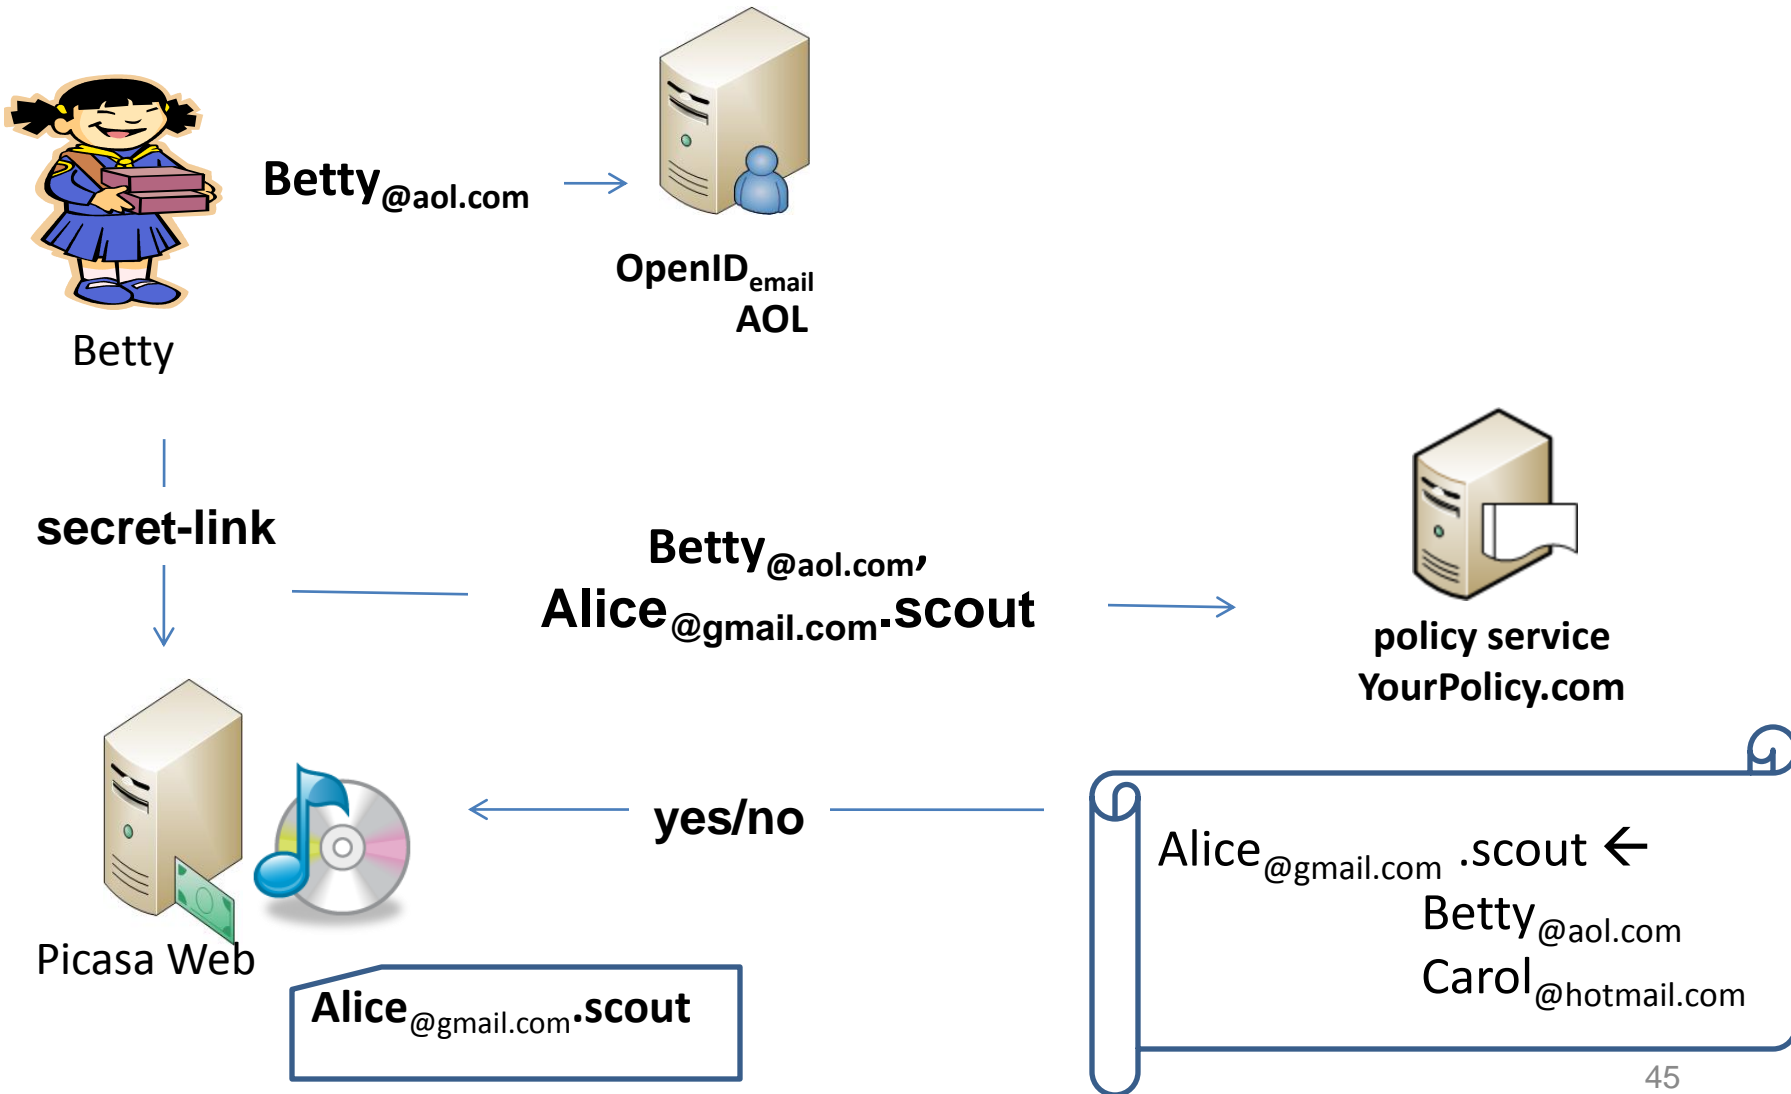 Betty@aol.com
OpenIDemail
AOL
Betty
secret-link
Betty@aol.com,
Alice@gmail.com.scout
policy service
YourPolicy.com
yes/no
Alice@gmail.com .scout ←
Betty@aol.com
Carol@hotmail.com
Picasa Web
Alice@gmail.com.scout
45